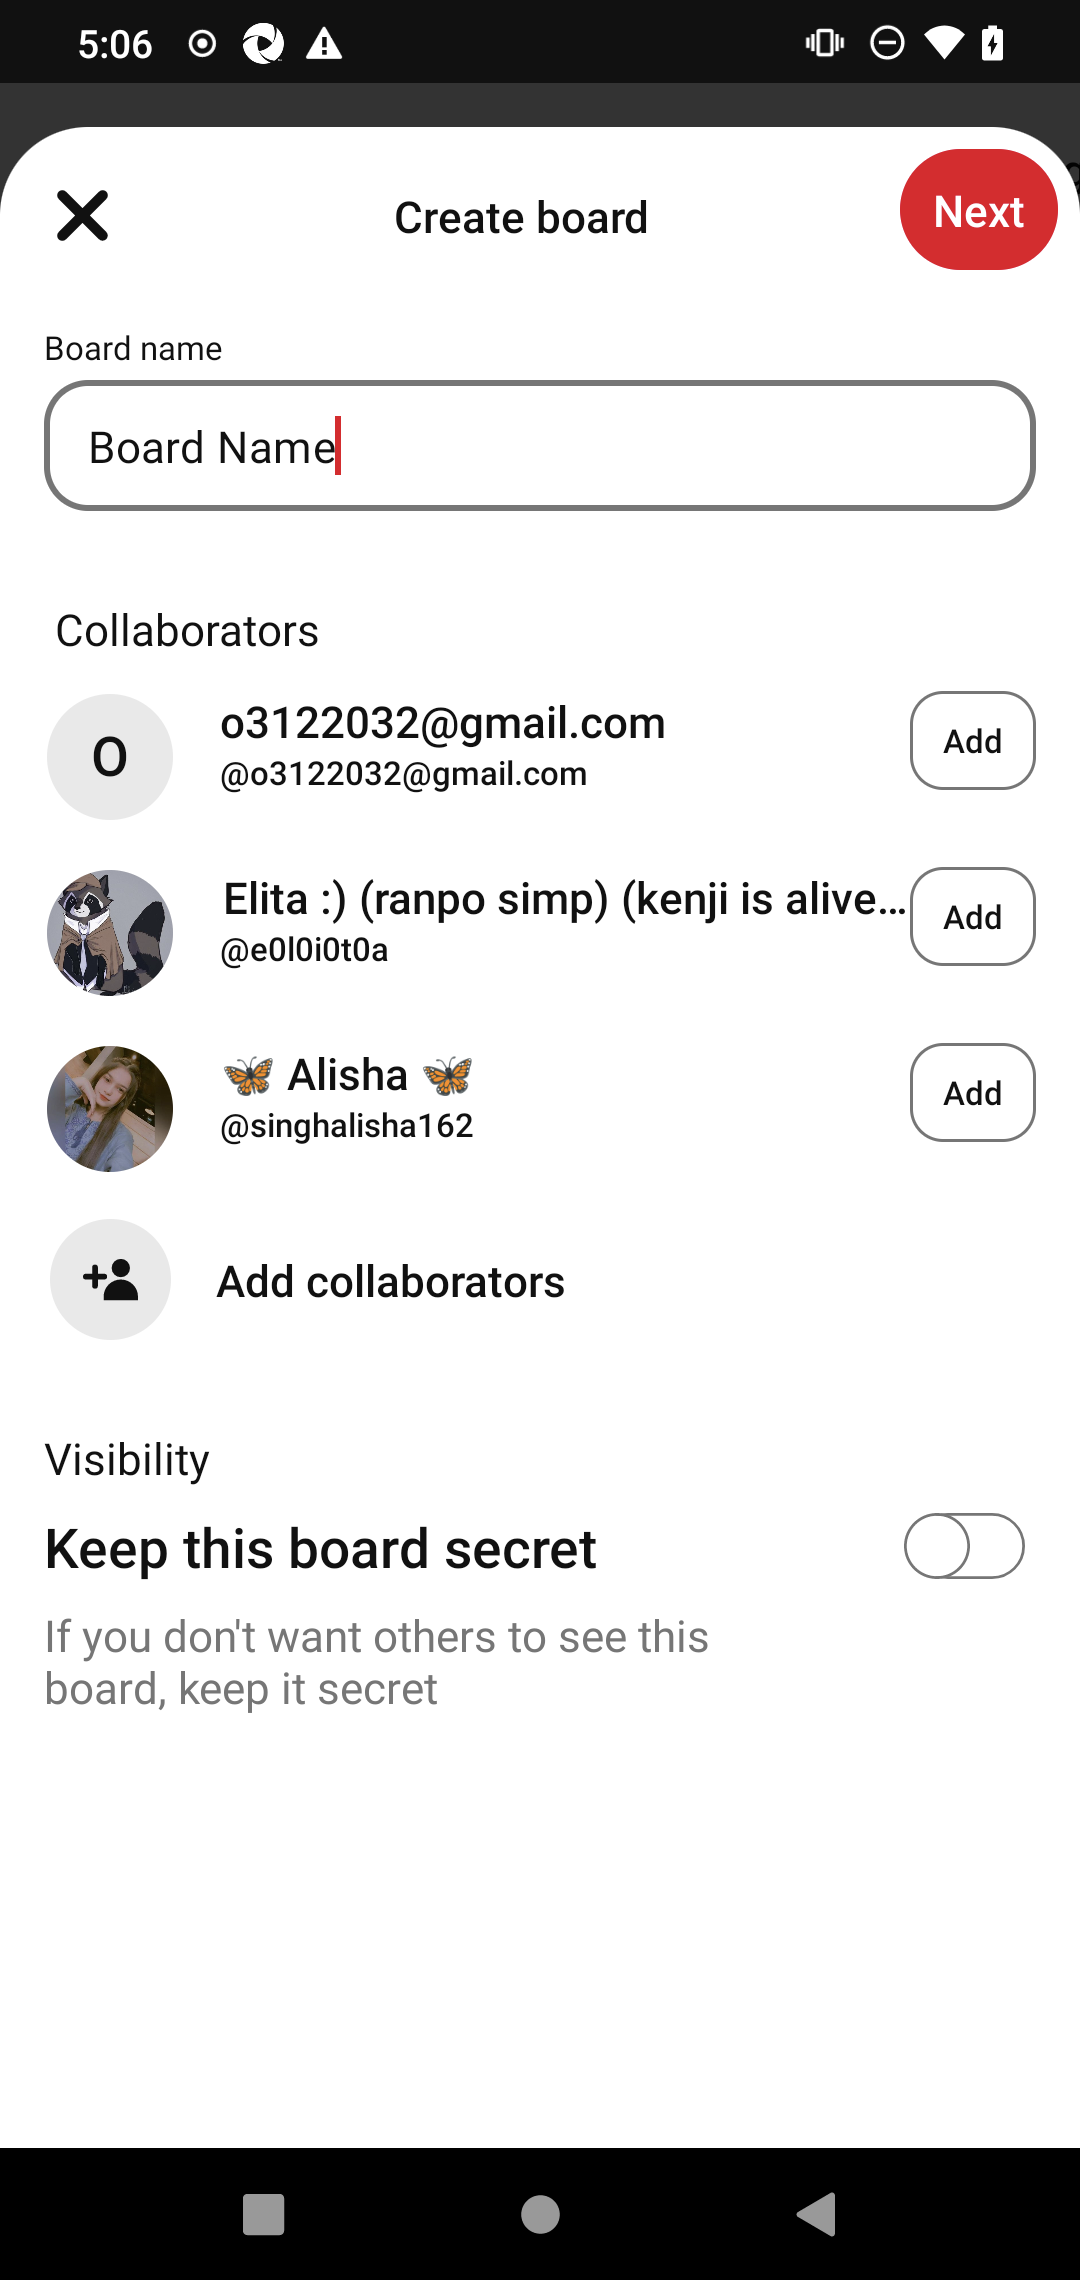 5:06
Create board
Next
Board name
Board Name
Collaborators
O
o3122032@gmail.com
@o3122032@gmail.com
Add
Elita :) (ranpo simp) (kenji is alive...
@e0l0i0t0a
Add
🦋 Alisha 🦋
@singhalisha162
Add
Add collaborators
Visibility
Keep this board secret
If you don't want others to see this
board, keep it secret